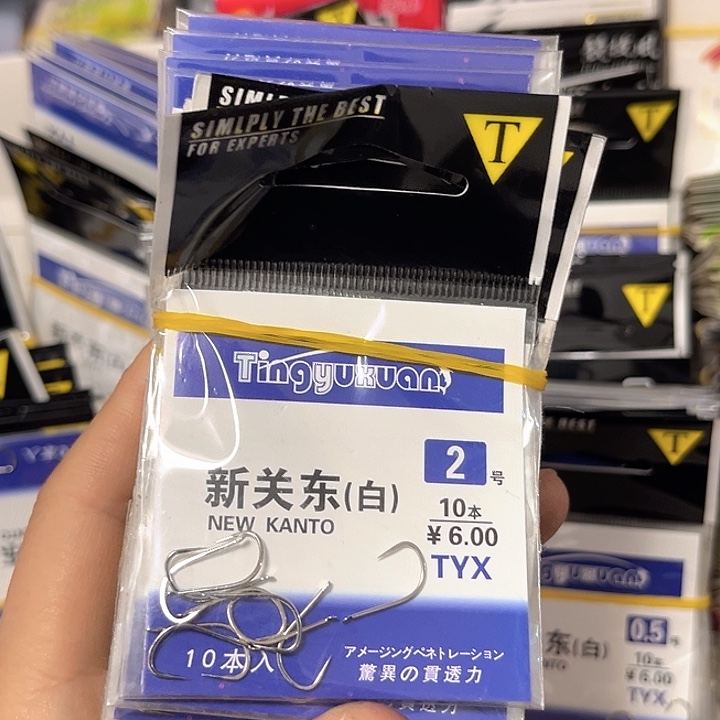 SIMLPLY THE BEST
FOR EXPERTS
T
Tingyukuan
2号
新关东(白)
NEW KANTO
10本
¥6.00
TYX
10本入
アメージングペネトレーション
驚異の貫透力
T
T
BEST
T
Tingyukuan
东(白)
0.5号
10本
¥6.00